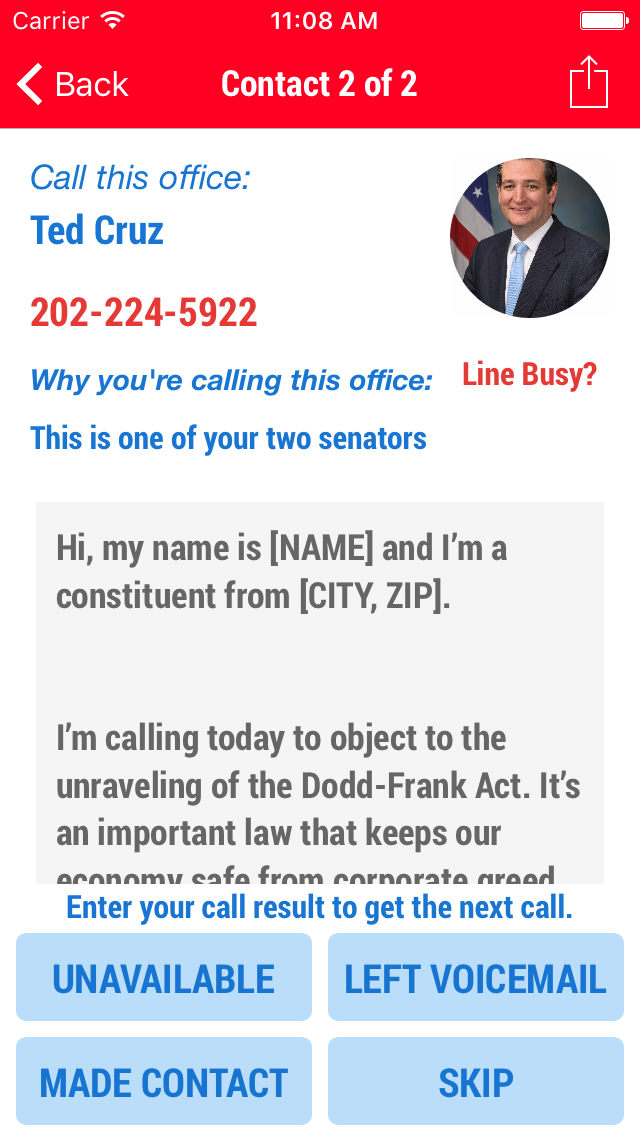 Carrier 11:08 AM
Back Contact 2 of 2
Call this office:
Ted Cruz
202-224-5922
Why you're calling this office: Line Busy?
This is one of your two senators
Hi, my name is [NAME] and I’m a
constituent from [CITY, ZIP].
I’m calling today to object to the
unraveling of the Dodd-Frank Act. It’s
an important law that keeps our
economy safe from corporate greed
Enter your call result to get the next call.
UNAVAILABLE LEFT VOICEMAIL
MADE CONTACT SKIP